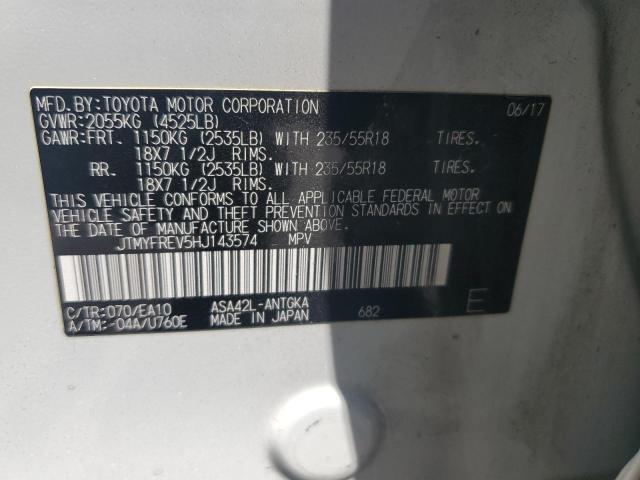 MFD.BY:TOYOTA MOTOR CORPORATION 06/17
GVWR:2055KG (4525LB)
GAWR:FRT. 1150KG (2535LB) WITH 235/55R18 TIRES.
18X7 1/2J RIMS.
RR. 1150KG (2535LB) WITH 235/55R18 TIRES.
18X7 1/2J RIMS.
THIS VEHICLE CONFORMS TO ALL APPLICABLE FEDERAL MOTOR
VEHICLE SAFETY AND THEFT PREVENTION STANDARDS IN EFFECT ON
THE DATE OF MANUFACTURE SHOWN ABOVE.
JTMYFREV5HJ143574 MPV
C/TR:070/EA10 ASA42L-ANTGKA
A/TM:-04A/U760E MADE IN JAPAN 682 E